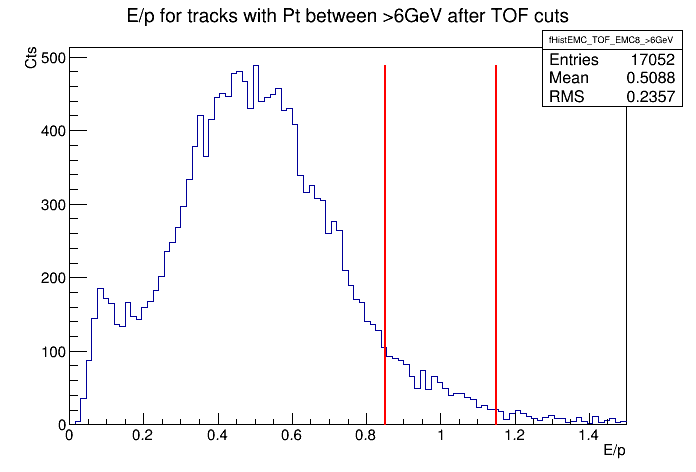 E/p for tracks with Pt between >6GeV after TOF cuts
fHistEMC_TOF_EMC8_>6GeV
Entries 17052
Mean 0.5088
RMS 0.2357
Cts
500
400
300
200
100
0
0 0.2 0.4 0.6 0.8 1 1.2 1.4
E/p